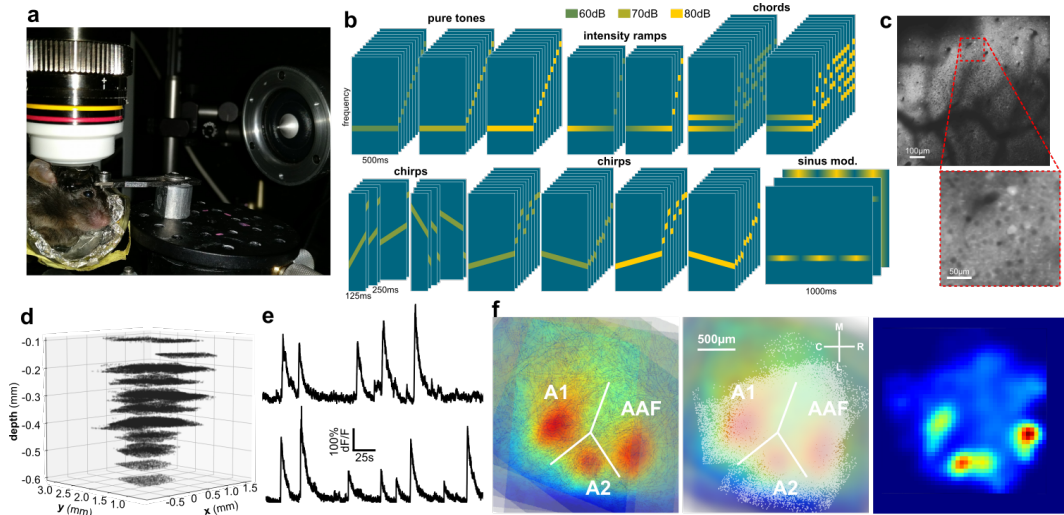 a
b
60dB 70dB 80dB
pure tones
intensity ramps
chords
frequency
500ms
chirps
chirps
sinus mod.
125ms
250ms
1000ms
c
100µm
50µm
d
-0.1
-0.2
-0.3
-0.4
-0.5
-0.6
depth (mm)
3.0 2.5 2.0 1.5 1.0
y (mm)
-0.5 0.0 0.5 1.0 1.5
x (mm)
e
100% dF/F
25s
f
A1
AAF
A2
500µm
M
C R
L
A1
AAF
A2